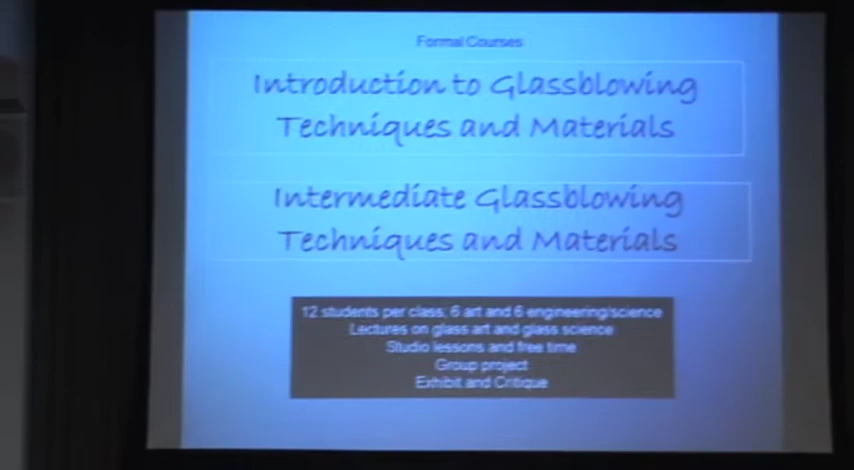 Formal Courses
Introduction to Glassblowing
Techniques and Materials
Intermediate Glassblowing
Techniques and Materials
12 students per class, 6 art and 6 engineering/science
Lectures on glass art and glass science
Studio lessons and free time
Group project
Exhibit and Critique